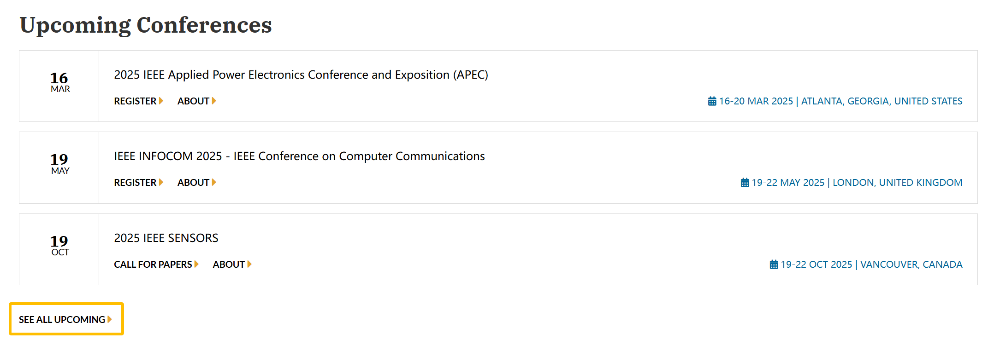 Upcoming Conferences
16
MAR
2025 IEEE Applied Power Electronics Conference and Exposition (APEC)
REGISTER ABOUT
16-20 MAR 2025 | ATLANTA, GEORGIA, UNITED STATES
19
MAY
IEEE INFOCOM 2025 - IEEE Conference on Computer Communications
REGISTER ABOUT
19-22 MAY 2025 | LONDON, UNITED KINGDOM
19
OCT
2025 IEEE SENSORS
CALL FOR PAPERS ABOUT
19-22 OCT 2025 | VANCOUVER, CANADA
SEE ALL UPCOMING